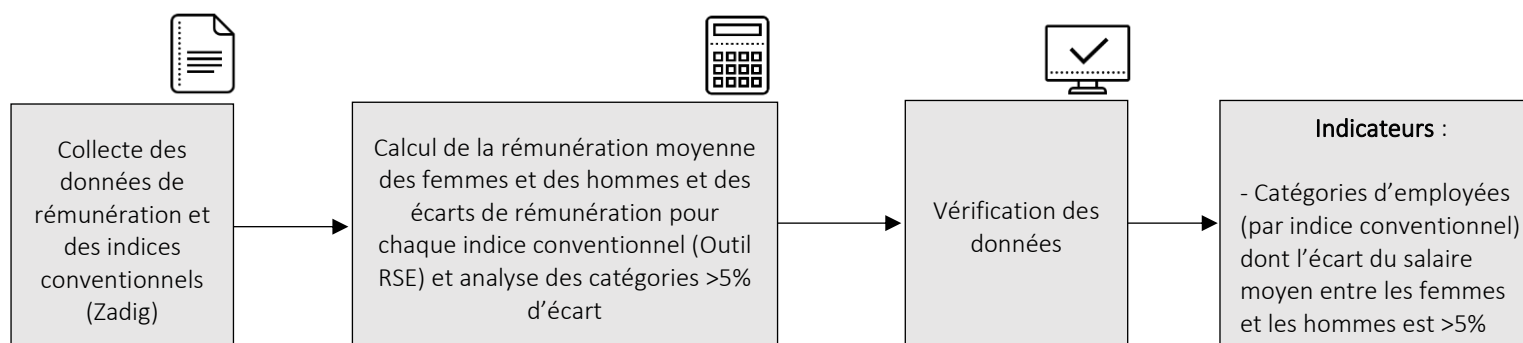 Collecte des
données de
rémunération et
des indices
conventionnels
(Zadig)
Calcul de la rémunération moyenne
des femmes et des hommes et des
écarts de rémunération pour
chaque indice conventionnel (Outil
RSE) et analyse des catégories >5%
d’écart
Vérification des
données
Indicateurs :
- Catégories d’employées
(par indice conventionnel)
dont l’écart du salaire
moyen entre les femmes
et les hommes est >5%